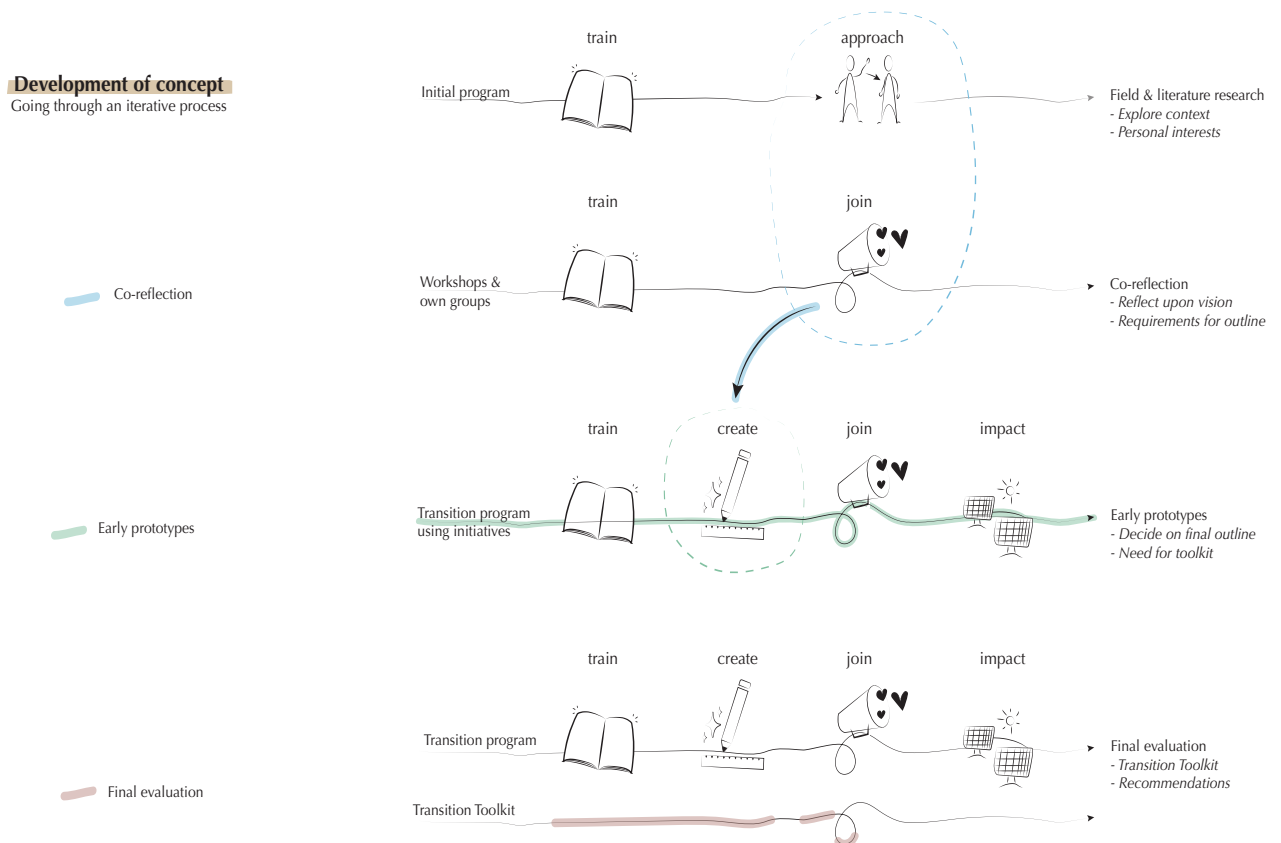 Development of concept
Going through an iterative process
train
approach
Initial program
Field & literature research
- Explore context
- Personal interests
train
join
Workshops &
own groups
Co-reflection
Co-reflection
- Reflect upon vision
- Requirements for outline
train
create
join
impact
Early prototypes
Transition program
using initiatives
Early prototypes
- Decide on final outline
- Need for toolkit
train
create
join
impact
Transition program
Final evaluation
- Transition Toolkit
- Recommendations
Final evaluation
Transition Toolkit